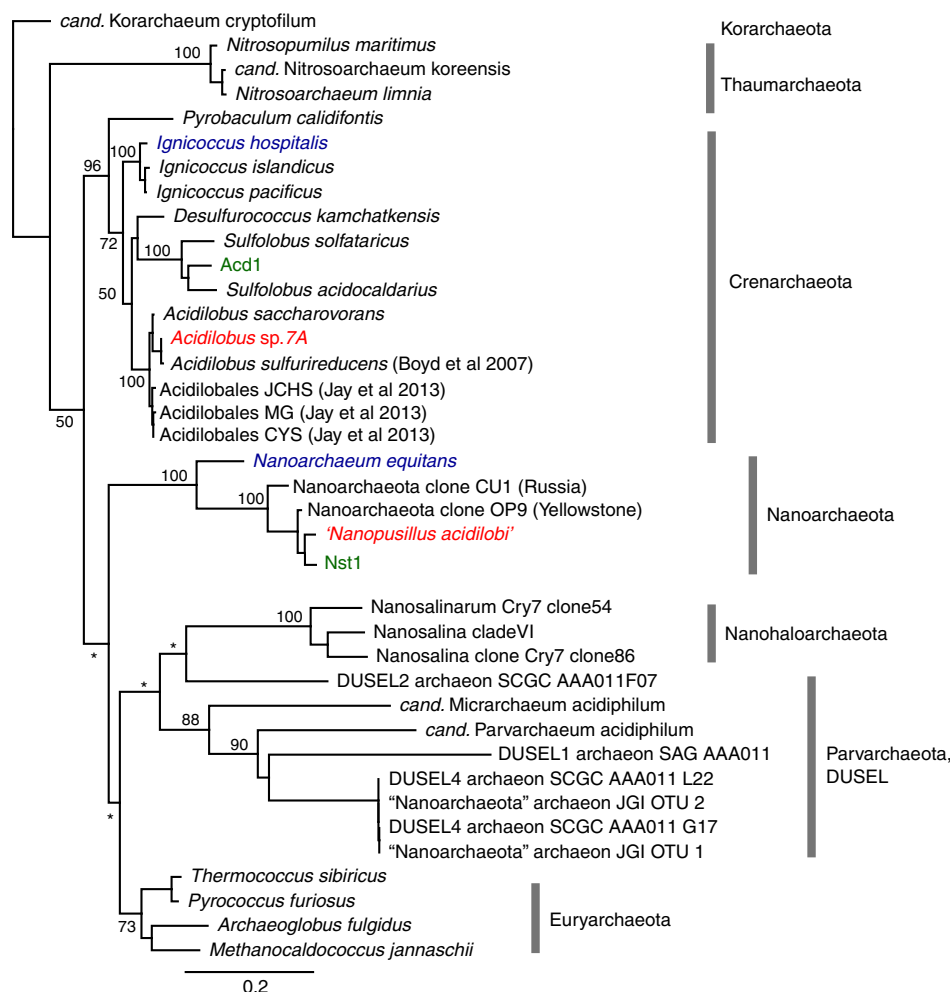 cand. Korarchaeum cryptofilum
Korarchaeota
Nitrosopumilus maritimus
100
cand. Nitrosoarchaeum koreensis
Thaumarchaeota
Nitrosoarchaeum limnia
Pyrobaculum calidifontis
Ignicoccus hospitalis
100
96
Ignicoccus islandicus
Ignicoccus pacificus
Desulfurococcus kamchatkensis
72
Sulfolobus solfataricus
100
Acd1
Crenarchaeota
Sulfolobus acidocaldarius
50
Acidilobus saccharovorans
Acidilobus sp.7A
Acidilobus sulfurireducens (Boyd et al 2007)
100
Acidilobales JCHS (Jay et al 2013)
Acidilobales MG (Jay et al 2013)
50
Acidilobales CYS (Jay et al 2013)
Nanoarchaeum equitans
100
Nanoarchaeota clone CU1 (Russia)
100
Nanoarchaeota clone OP9 (Yellowstone)
Nanoarchaeota
‘Nanopusillus acidilobi’
Nst1
Nanosalinarum Cry7 clone54
100
Nanosalina cladeVI
Nanohaloarchaeota
*
*
Nanosalina clone Cry7 clone86
DUSEL2 archaeon SCGC AAA011F07
*
cand. Micrarchaeum acidiphilum
88
cand. Parvarchaeum acidiphilum
90
DUSEL1 archaeon SAG AAA011
Parvarchaeota,
DUSEL
DUSEL4 archaeon SCGC AAA011 L22
“Nanoarchaeota” archaeon JGI OTU 2
*
DUSEL4 archaeon SCGC AAA011 G17
“Nanoarchaeota” archaeon JGI OTU 1
Thermococcus sibiricus
Pyrococcus furiosus
Euryarchaeota
73
Archaeoglobus fulgidus
Methanocaldococcus jannaschii
0.2